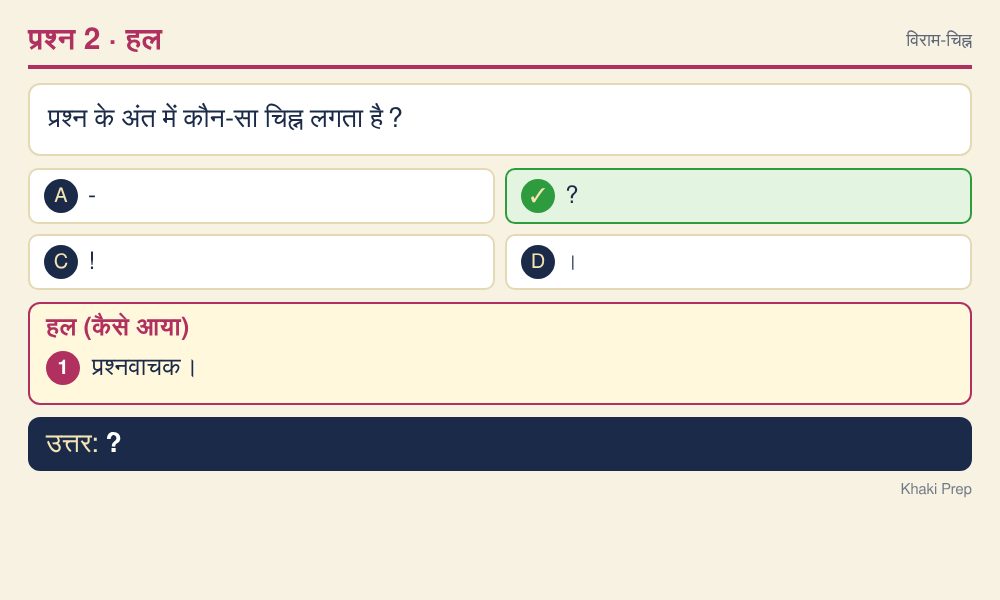 प्रश्न 2 · हल
विराम-चिह्न
प्रश्न के अंत में कौन-सा चिह्न लगता है ?
A -
✓ ?
C !
D ।
हल (कैसे आया)
1 प्रश्नवाचक ।
उत्तर: ?
Khaki Prep